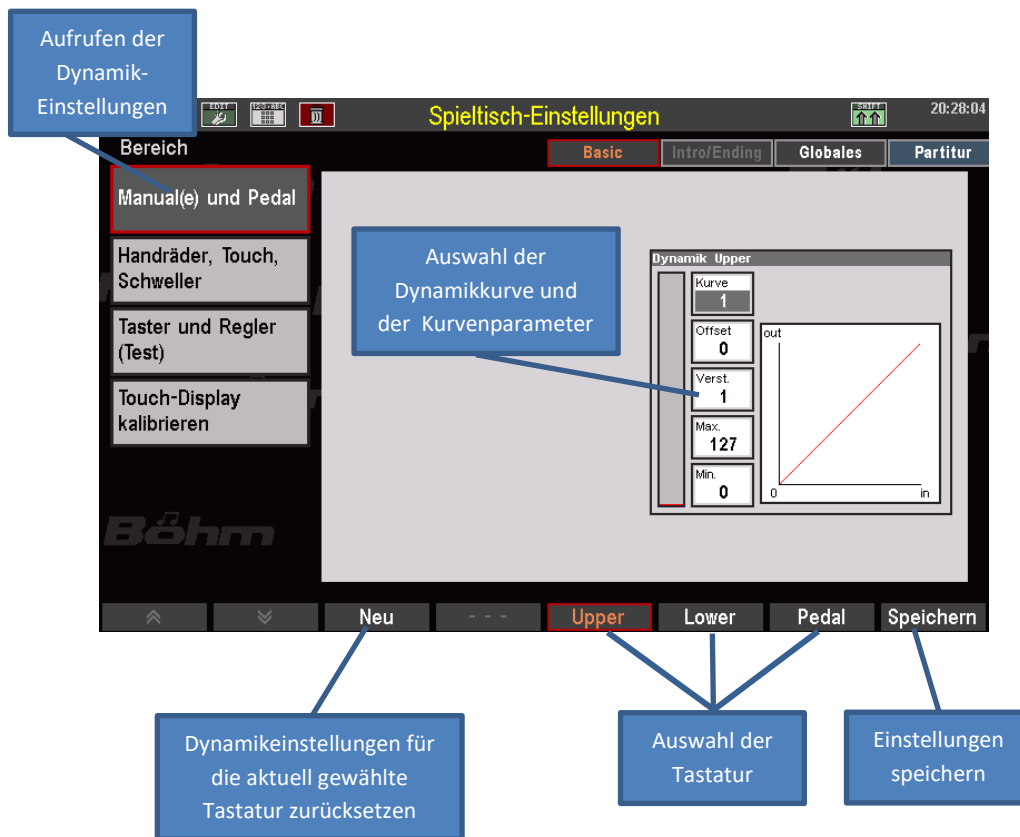 Aufrufen der
Dynamik-
Einstellungen
EDIT
123·ABC
Spieltisch-Einstellungen
SHIFT
20:28:04
Bereich
Basic
Intro/Ending
Globales
Partitur
Manual(e) und Pedal
Handräder, Touch,
Schweller
Taster und Regler
(Test)
Touch-Display
kalibrieren
Auswahl der
Dynamikkurve und
der Kurvenparameter
Dynamik Upper
Kurve
1
Offset
0
Verst.
1
Max.
127
Min.
0
out
0
in
Böhm
Neu
- - -
Upper
Lower
Pedal
Speichern
Dynamikeinstellungen für
die aktuell gewählte
Tastatur zurücksetzen
Auswahl der
Tastatur
Einstellungen
speichern